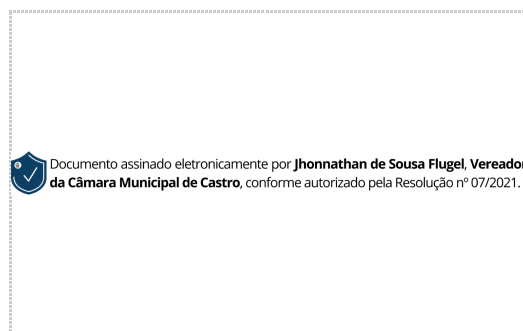 Documento assinado eletronicamente por Jhonnathan de Sousa Flugel, Vereador
da Câmara Municipal de Castro, conforme autorizado pela Resolução nº 07/2021.